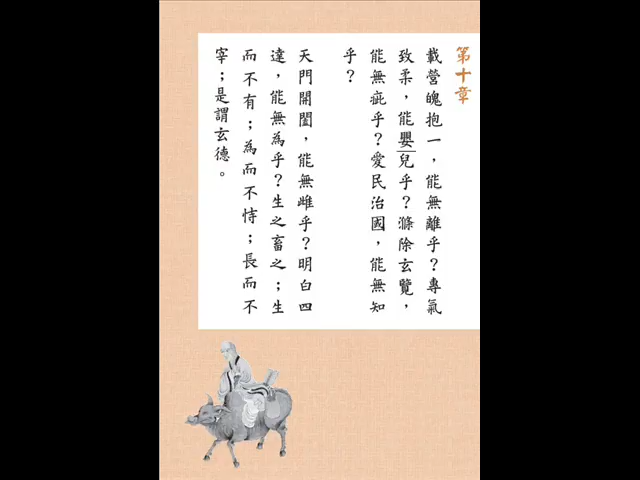 第十章
載營魄抱一，能無離乎？專氣
致柔，能嬰兒乎？滌除玄覽，
能無疵乎？愛民治國，能無知
乎？
天門開闔，能無雌乎？明白四
達，能無為乎？生之畜之；生
而不有；為而不恃；長而不
宰；是謂玄德。